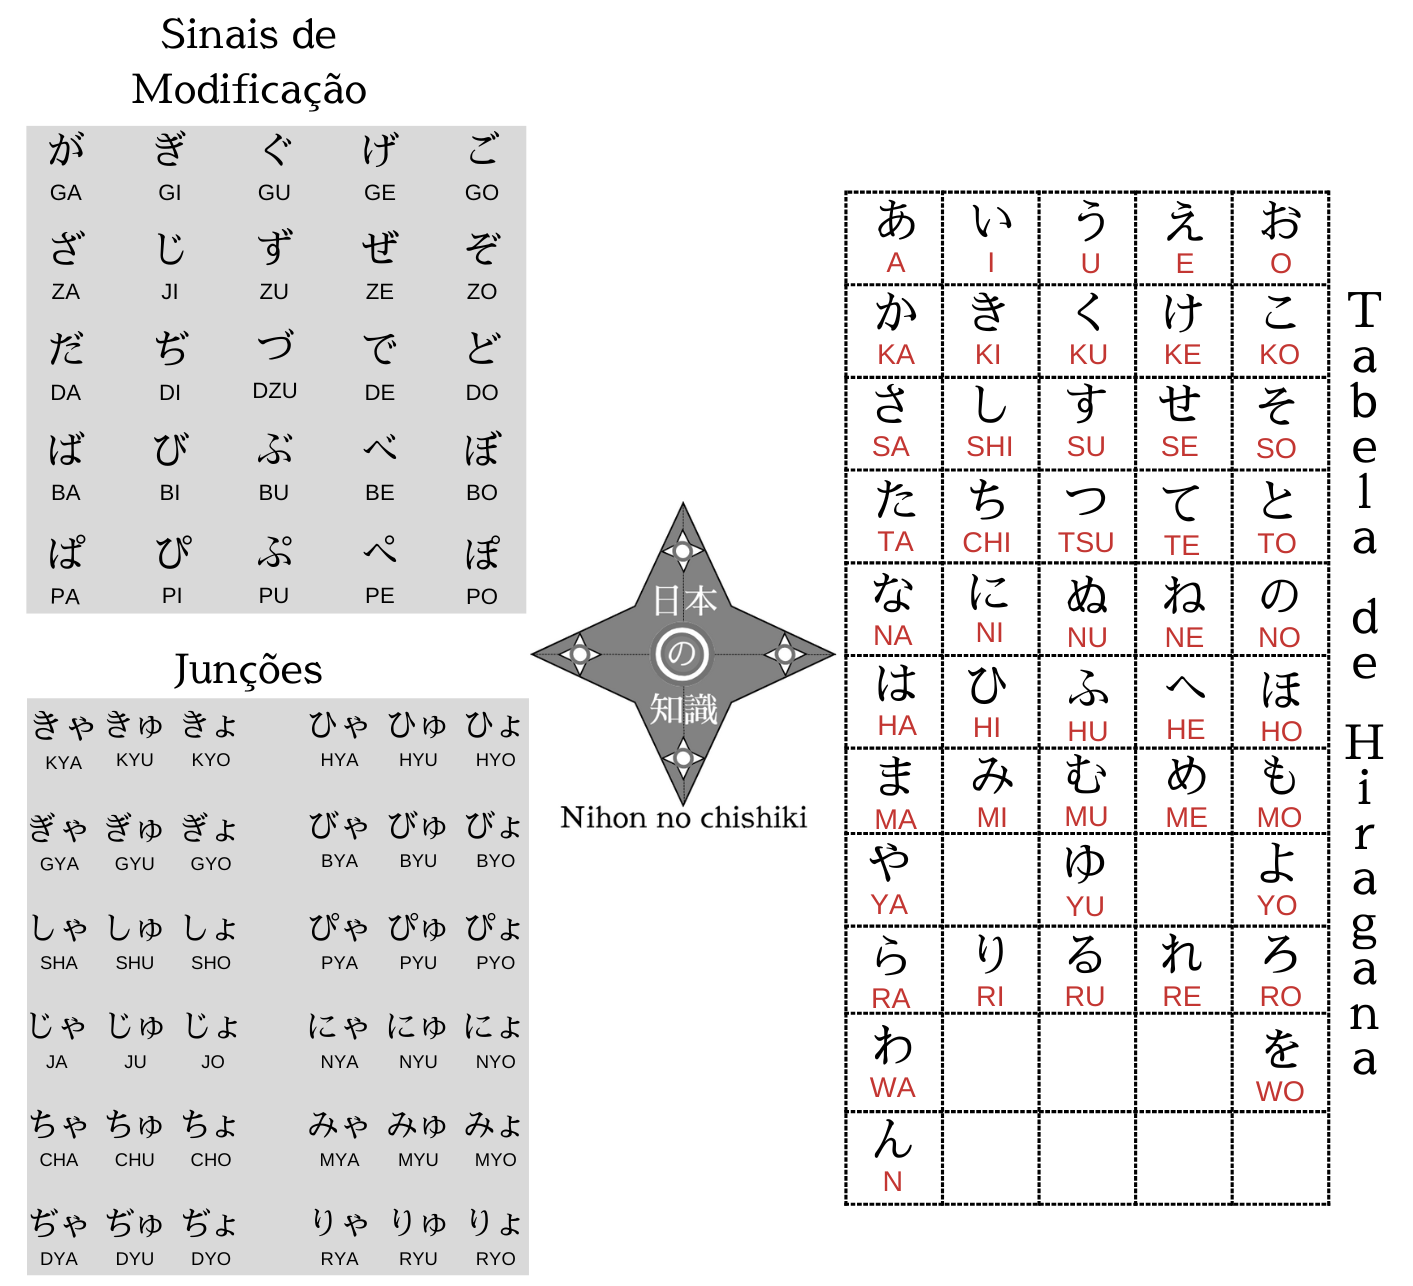 Sinais de
Modificação
が ぎ ぐ げ ご
GA GI GU GE GO
ざ じ ず ぜ ぞ
ZA JI ZU ZE ZO
だ ぢ づ で ど
DA DI DZU DE DO
ば び ぶ べ ぼ
BA BI BU BE BO
ぱ ぴ ぷ ぺ ぽ
PA PI PU PE PO
Junções
きゃ きゅ きょ ひゃ ひゅ ひょ
KYA KYU KYO HYA HYU HYO
ぎゃ ぎゅ ぎょ びゃ びゅ びょ
GYA GYU GYO BYA BYU BYO
しゃ しゅ しょ ぴゃ ぴゅ ぴょ
SHA SHU SHO PYA PYU PYO
じゃ じゅ じょ にゃ にゅ にょ
JA JU JO NYA NYU NYO
ちゃ ちゅ ちょ みゃ みゅ みょ
CHA CHU CHO MYA MYU MYO
ぢゃ ぢゅ ぢょ りゃ りゅ りょ
DYA DYU DYO RYA RYU RYO
日本
の
知識
Nihon no chishiki
あ い う え お
A I U E O
か き く け こ
KA KI KU KE KO
さ し す せ そ
SA SHI SU SE SO
た ち つ て と
TA CHI TSU TE TO
な に ぬ ね の
NA NI NU NE NO
は ひ ふ へ ほ
HA HI HU HE HO
ま み む め も
MA MI MU ME MO
や ゆ よ
YA YU YO
ら り る れ ろ
RA RI RU RE RO
わ を
WA WO
ん
N
Tabela de Hiragana